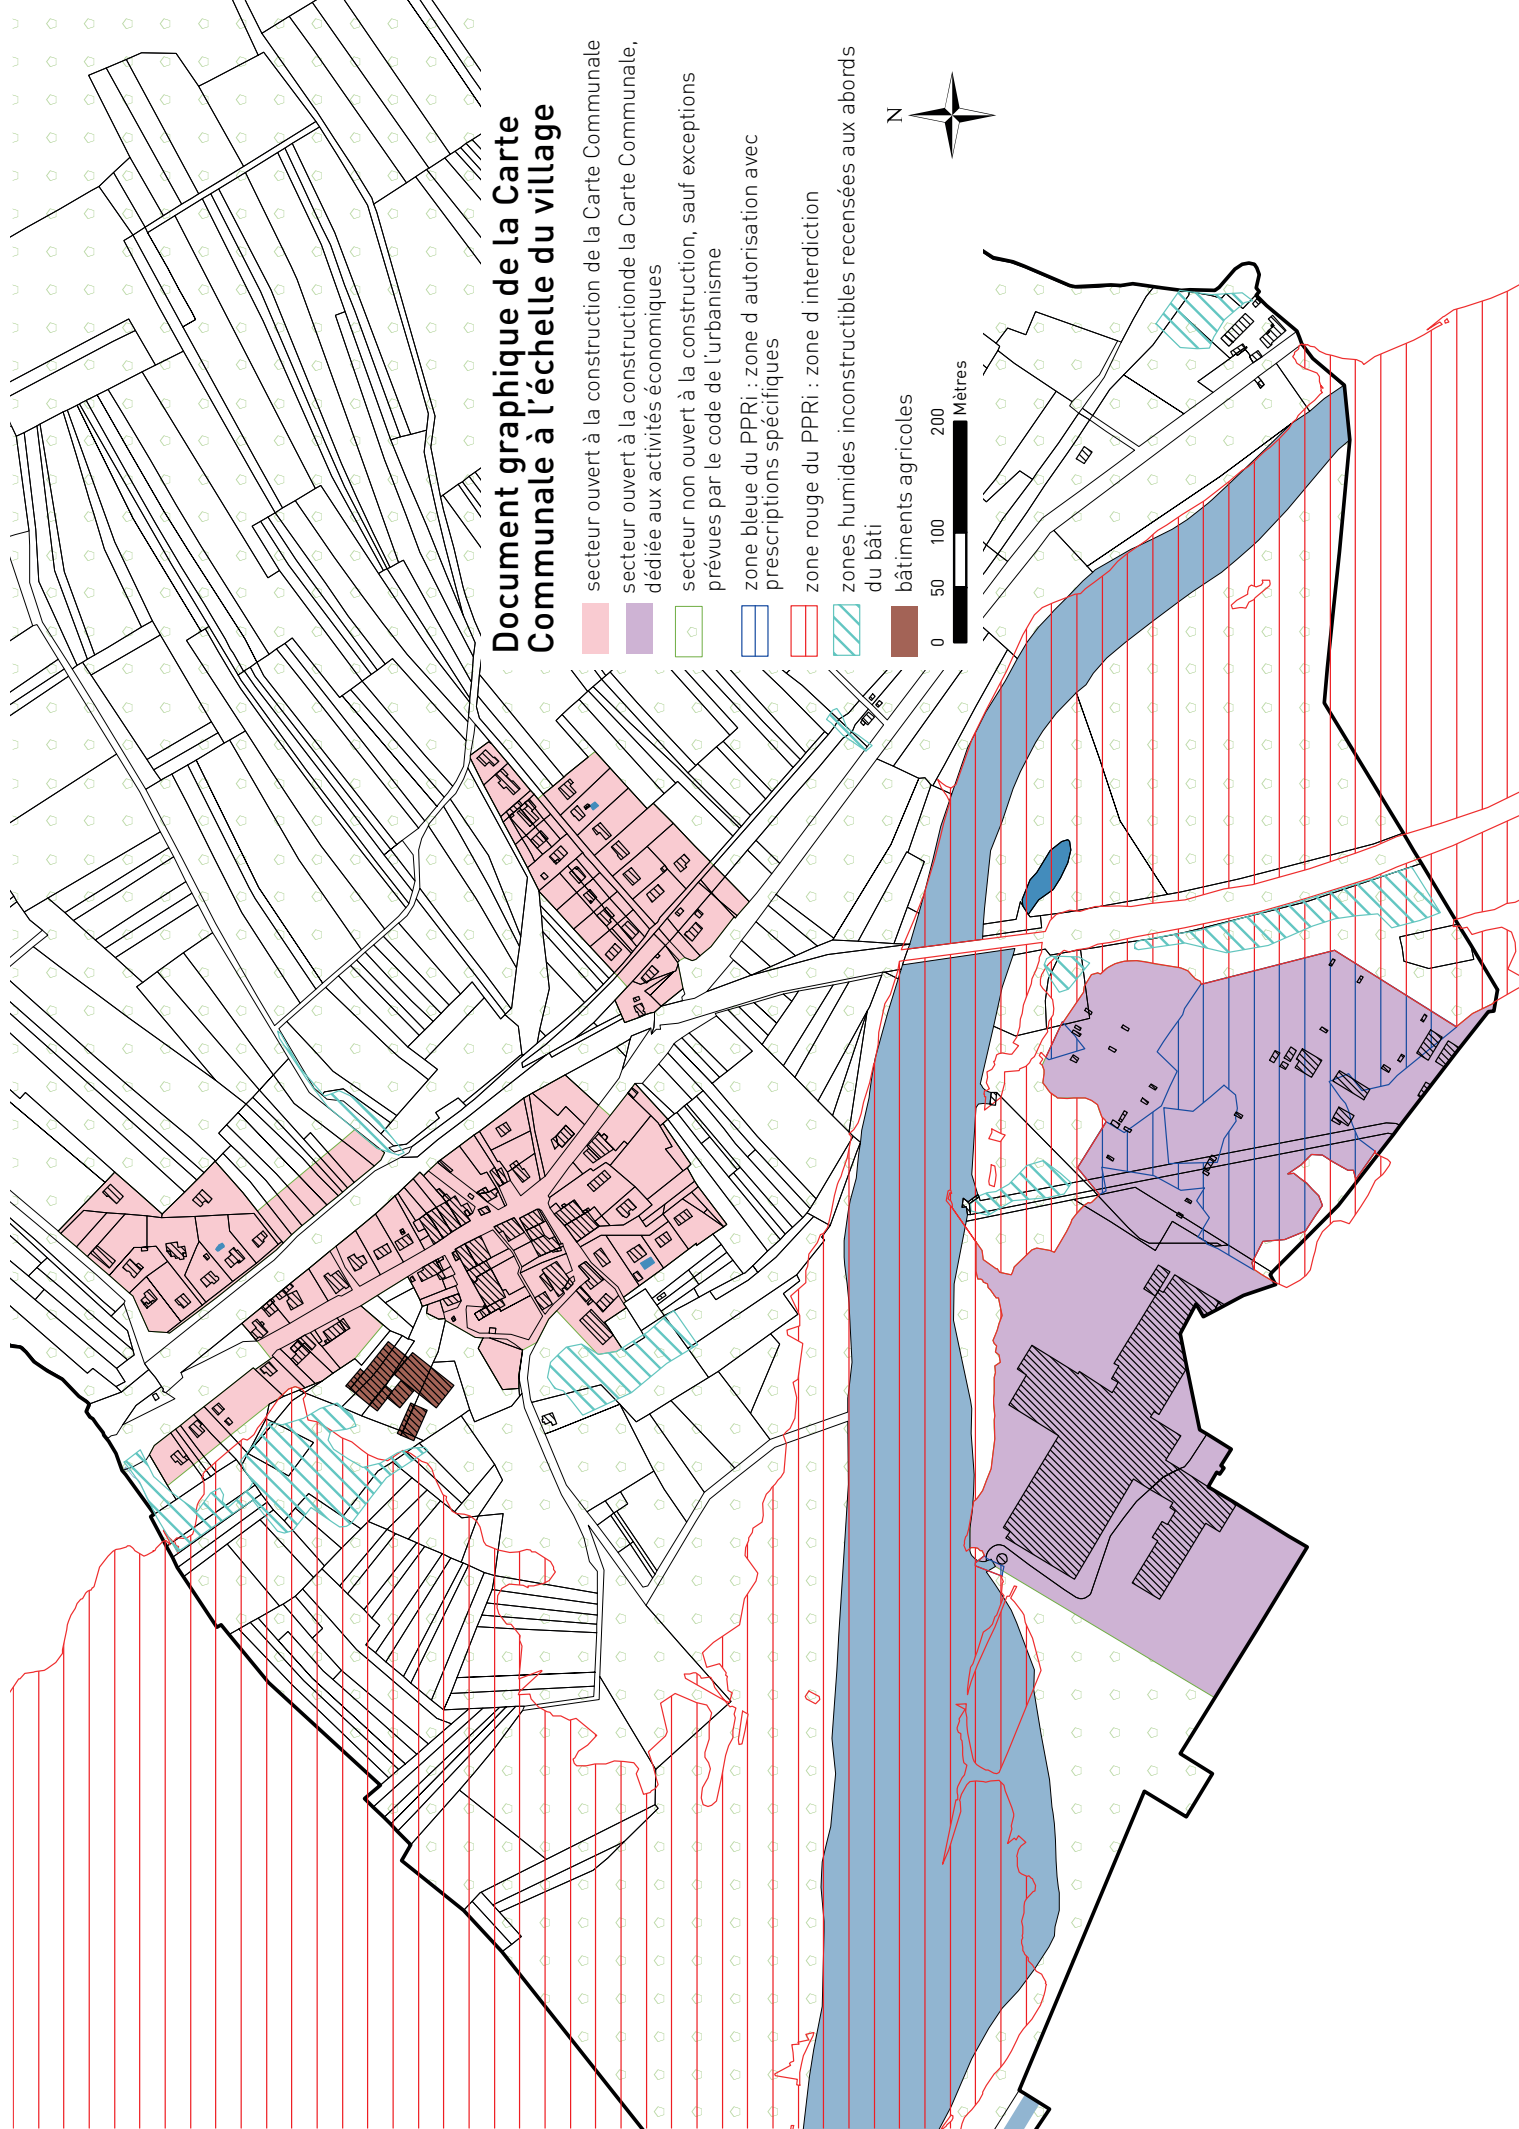 Document graphique de la Carte
Communale à l'échelle du village
secteur ouvert à la construction de la Carte Communale
secteur ouvert à la constructionde la Carte Communale,
dédiée aux activités économiques
secteur non ouvert à la construction, sauf exceptions
prévues par le code de l'urbanisme
zone bleue du PPRi : zone d autorisation avec
prescriptions spécifiques
zone rouge du PPRi : zone d interdiction
zones humides inconstructibles recensées aux abords
du bâti
bâtiments agricoles
0 50 100 200
Mètres
N